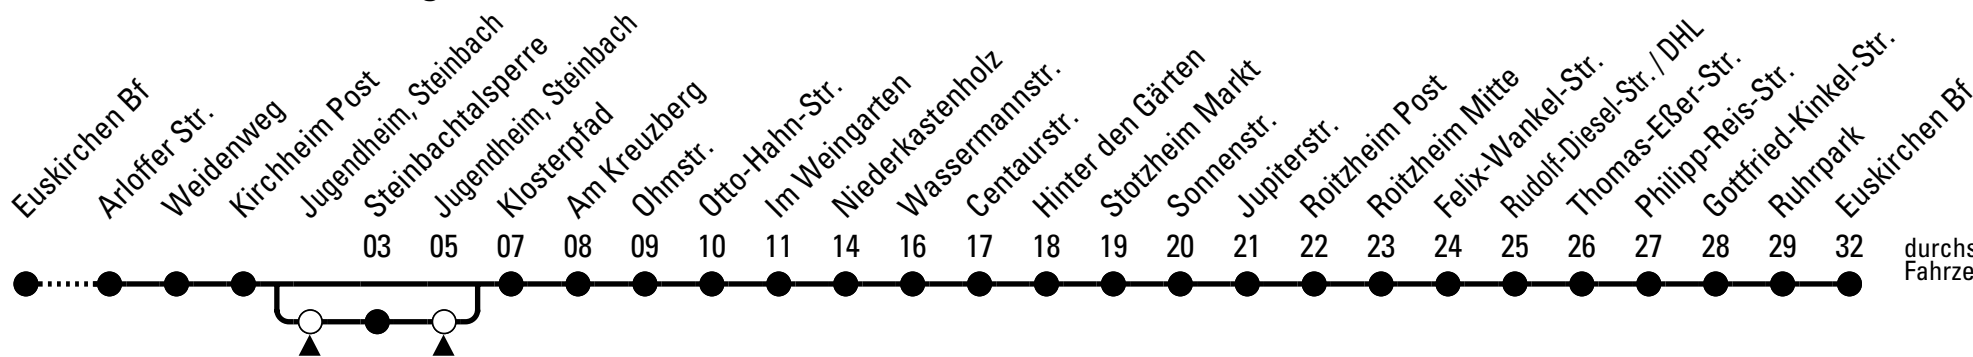 Euskirchen Bf
Arloffer Str.
Weidenweg
Kirchheim Post
Jugendheim, Steinbach
Steinbachtalsperre
Jugendheim, Steinbach
Klosterpfad
Am Kreuzberg
Ohmstr.
Otto-Hahn-Str.
Im Weingarten
Niederkastenholz
Wassermannstr.
Centaurstr.
Hinter den Gärten
Stotzheim Markt
Sonnenstr.
Jupiterstr.
Roitzheim Post
Roitzheim Mitte
Felix-Wankel-Str.
Rudolf-Diesel-Str. / DHL
Thomas-Eßer-Str.
Philipp-Reis-Str.
Gottfried-Kinkel-Str.
Ruhrpark
Euskirchen Bf
03 05 07 08 09 10 11 14 16 17 18 19 20 21 22 23 24 25 26 27 28 29 32
durchs
Fahrze